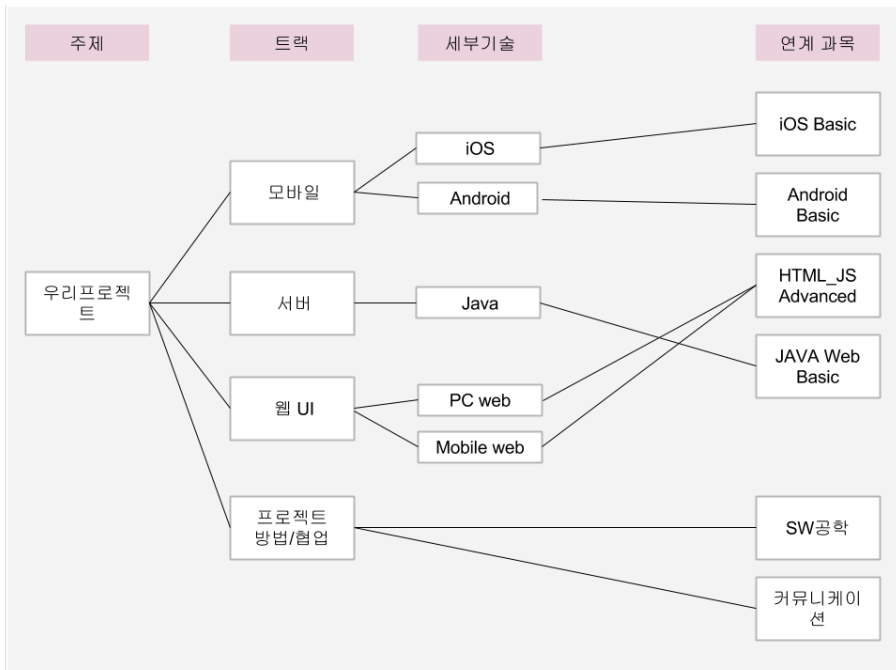 주제
트랙
세부기술
연계 과목
iOS Basic
iOS
모바일
Android
Android
Basic
우리프로젝
트
서버
Java
HTML_JS
Advanced
JAVA Web
Basic
웹 UI
PC web
Mobile web
프로젝트
방법/협업
SW공학
커뮤니케이
션